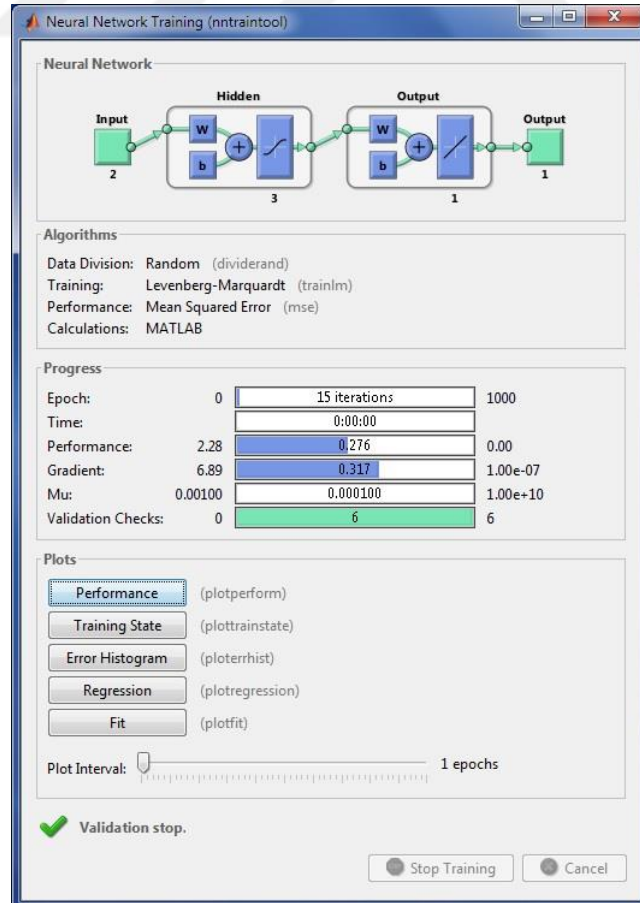 Neural Network Training (nntraintool)
Neural Network
Hidden
Output
Input
W
b
W
b
Output
2
3
1
1
Algorithms
Data Division: Random (dividerand)
Training: Levenberg-Marquardt (trainlm)
Performance: Mean Squared Error (mse)
Calculations: MATLAB
Progress
Epoch: 0 15 iterations 1000
Time: 0:00:00
Performance: 2.28 0.276 0.00
Gradient: 6.89 0.317 1.00e-07
Mu: 0.00100 0.000100 1.00e+10
Validation Checks: 0 6 6
Plots
Performance (plotperform)
Training State (plottrainstate)
Error Histogram (ploterrhist)
Regression (plotregression)
Fit (plotfit)
Plot Interval: 1 epochs
Validation stop.
Stop Training Cancel